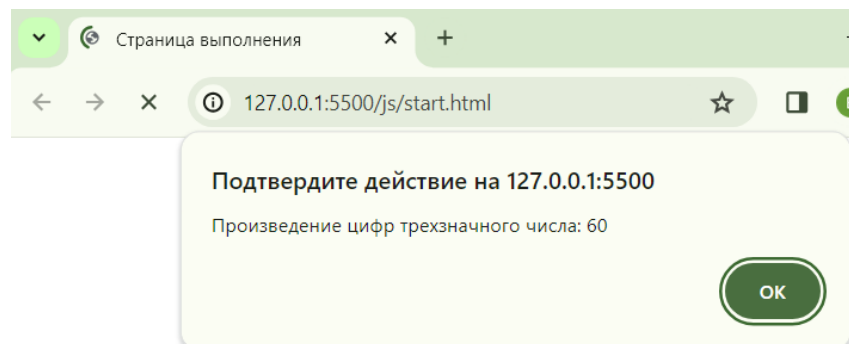 Страница выполнения
127.0.0.1:5500/js/start.html
Подтвердите действие на 127.0.0.1:5500
Произведение цифр трехзначного числа: 60
ОК